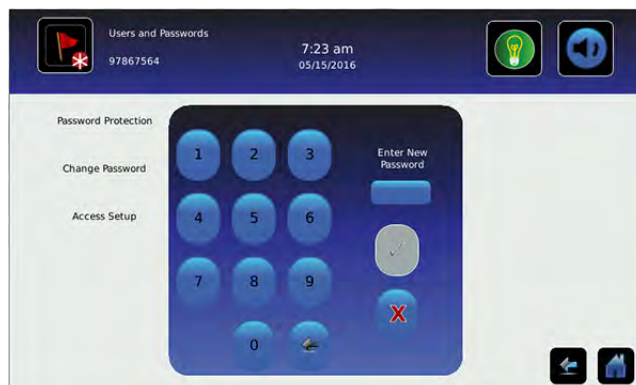 Users and Passwords
97867564
7:23 am
05/15/2016
Password Protection
Change Password
Access Setup
1 2 3
4 5 6
7 8 9
0
Enter New
Password
X